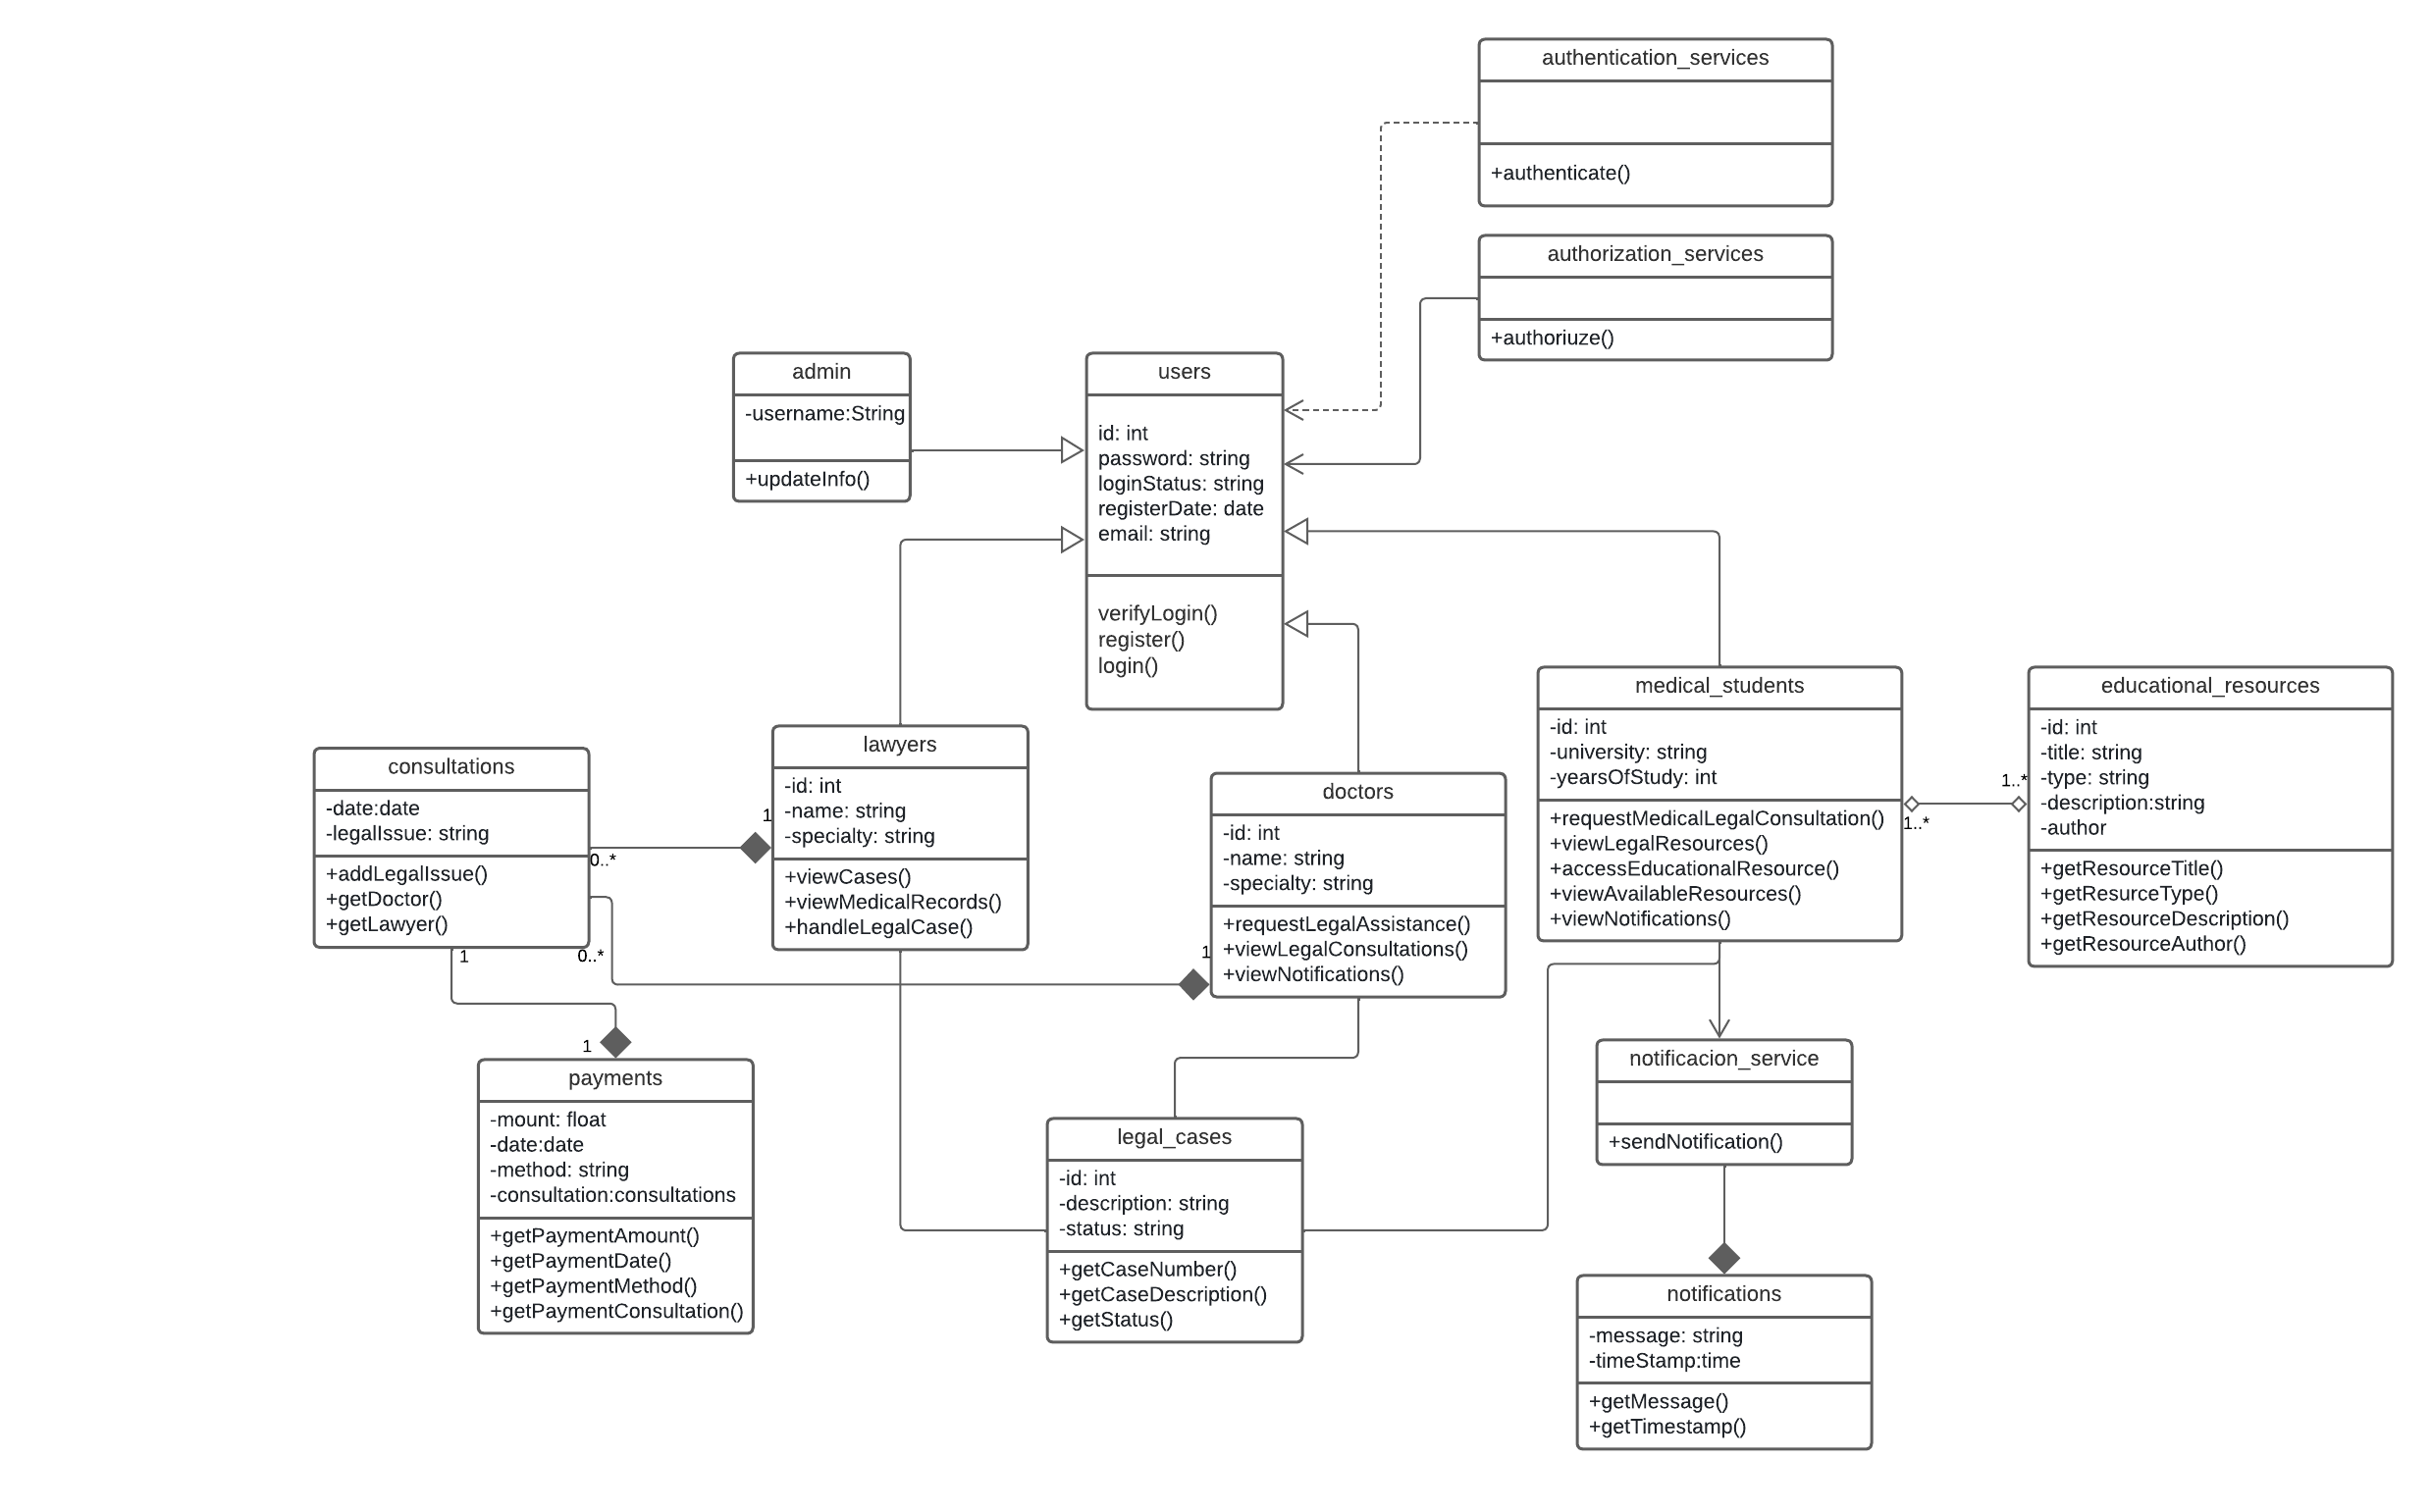 authentication_services
+authenticate()
authorization_services
+authoriuze()
admin
-username:String
+updateInfo()
users
id: int
password: string
loginStatus: string
registerDate: date
email: string
verifyLogin()
register()
login()
consultations
-date:date
-legalIssue: string
+addLegalIssue()
+getDoctor()
+getLawyer()
0..*
1
0..*
1
1
1
lawyers
-id: int
-name: string
-specialty: string
+viewCases()
+viewMedicalRecords()
+handleLegalCase()
doctors
-id: int
-name: string
-specialty: string
+requestLegalAssistance()
+viewLegalConsultations()
+viewNotifications()
medical_students
-id: int
-university: string
-yearsOfStudy: int
+requestMedicalLegalConsultation()
+viewLegalResources()
+accessEducationalResource()
+viewAvailableResources()
+viewNotifications()
1..*
1..*
educational_resources
-id: int
-title: string
-type: string
-description:string
-author
+getResourceTitle()
+getResurceType()
+getResourceDescription()
+getResourceAuthor()
payments
-mount: float
-date:date
-method: string
-consultation:consultations
+getPaymentAmount()
+getPaymentDate()
+getPaymentMethod()
+getPaymentConsultation()
legal_cases
-id: int
-description: string
-status: string
+getCaseNumber()
+getCaseDescription()
+getStatus()
notificacion_service
+sendNotification()
notifications
-message: string
-timeStamp:time
+getMessage()
+getTimestamp()